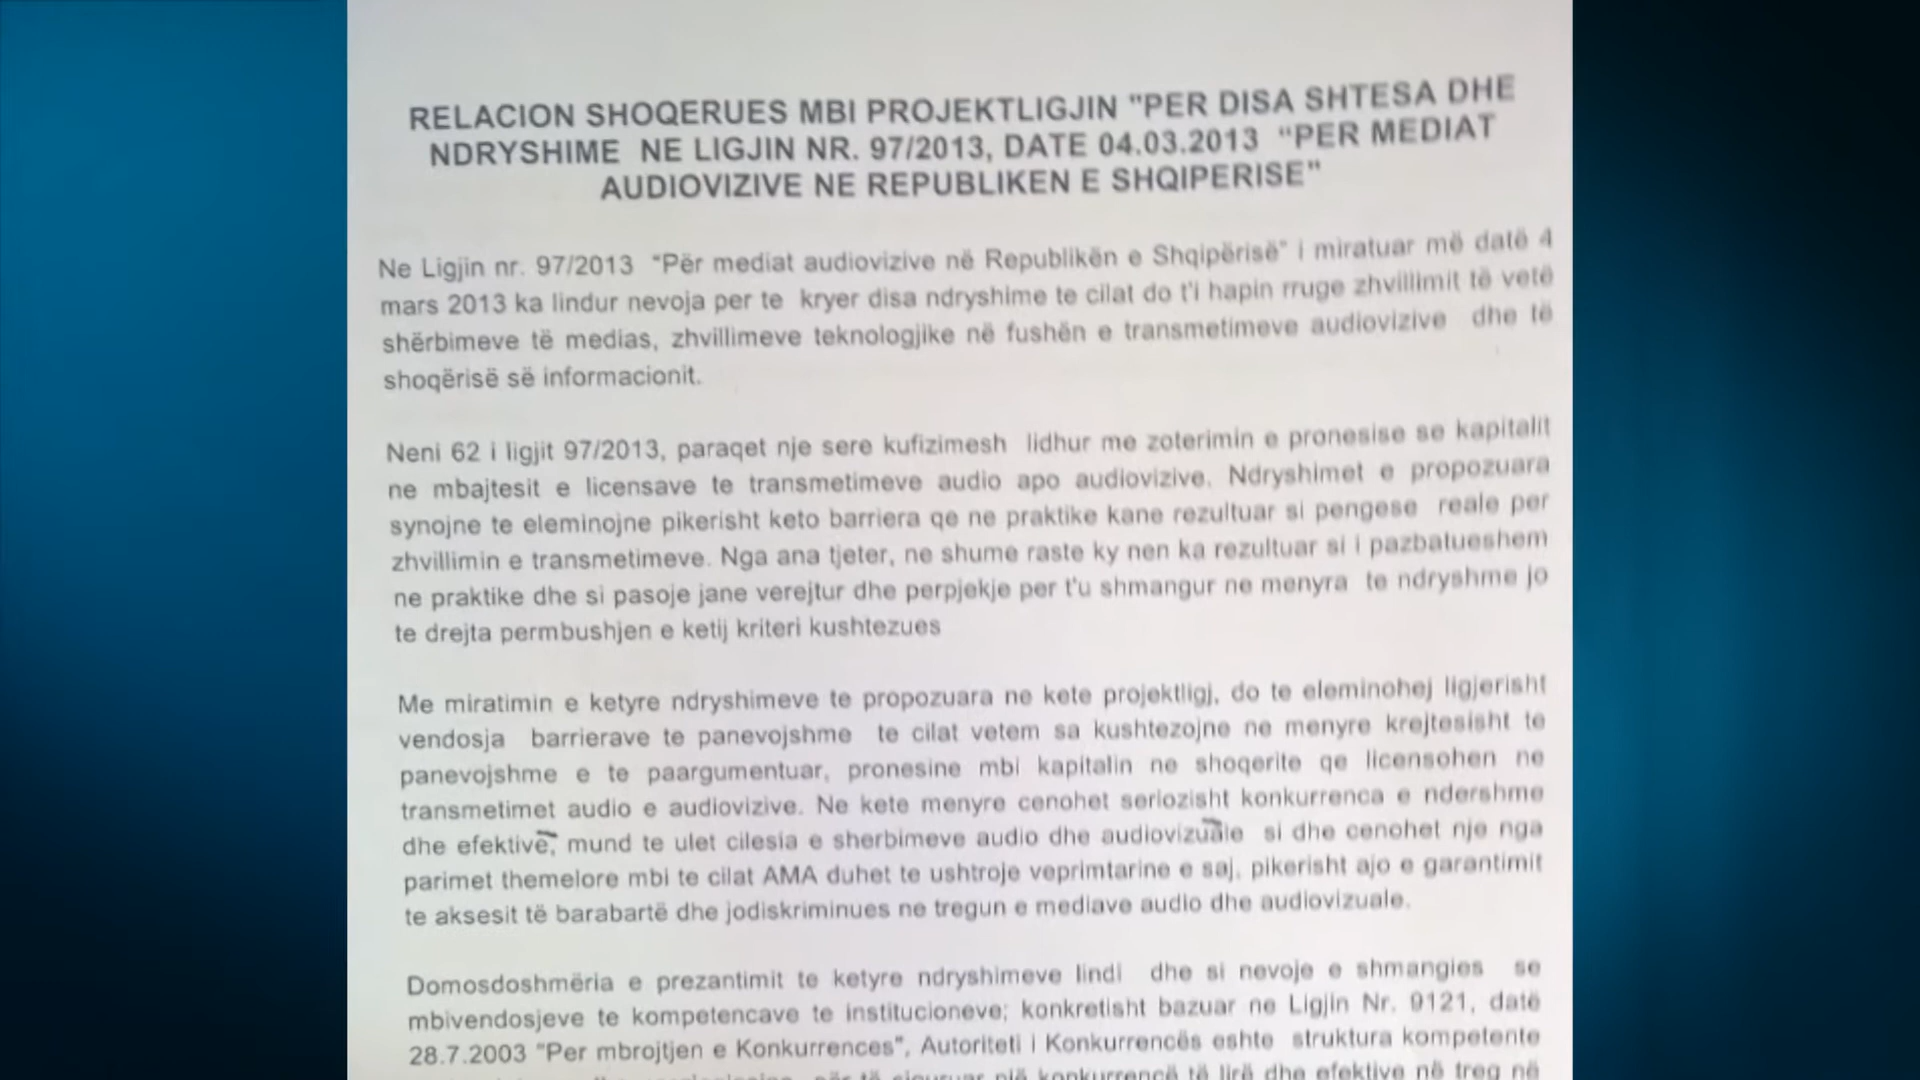 RELACION SHOQERUES MBI PROJEKTLIGJIN "PER DISA SHTESA DHE
NDRYSHIME NE LIGJIN NR. 97/2013, DATE 04.03.2013 "PER MEDIAT
AUDIOVIZIVE NE REPUBLIKEN E SHQIPERISE"
Ne Ligjin nr. 97/2013 "Për mediat audiovizive në Republikën e Shqipërisë" i miratuar më datë 4
mars 2013 ka lindur nevoja per te kryer disa ndryshime te cilat do t'i hapin rruge zhvillimit të vetë
shërbimeve të medias, zhvillimeve teknologjike në fushën e transmetimeve audiovizive dhe të
shoqërisë së informacionit.
Neni 62 i ligjit 97/2013, paraqet nje sere kufizimesh lidhur me zoterimin e pronesise se kapitalit
ne mbajtesit e licensave te transmetimeve audio apo audiovizive. Ndryshimet e propozuara
synojne te eleminojne pikerisht keto barriera qe ne praktike kane rezultuar si pengese reale per
zhvillimin e transmetimeve. Nga ana tjeter, ne shume raste ky nen ka rezultuar si i pazbatueshem
ne praktike dhe si pasoje jane verejtur dhe perpjekje per t'u shmangur ne menyra te ndryshme jo
te drejta permbushjen e ketij kriteri kushtezues
Me miratimin e ketyre ndryshimeve te propozuara ne kete projektligj, do te eleminohej ligjerisht
vendosja barrierave te panevojshme te cilat vetem sa kushtezojne ne menyre krejtesisht te
panevojshme e te paargumentuar, pronesine mbi kapitalin ne shoqerite qe licensohen ne
transmetimet audio e audiovizive. Ne kete menyre cenohet seriozisht konkurrenca e ndershme
dhe efektive, mund te ulet cilesia e sherbimeve audio dhe audiovizuale si dhe cenohet nje nga
parimet themelore mbi te cilat AMA duhet te ushtroje veprimtarine e saj, pikerisht ajo e garantimit
te aksesit të barabartë dhe jodiskriminues ne tregun e mediave audio dhe audiovizuale.
Domosdoshmëria e prezantimit te ketyre ndryshimeve lindi dhe si nevoje e shmangies se
mbivendosjeve te kompetencave te institucioneve; konkretisht bazuar ne Ligjin Nr. 9121, datë
28.7.2003 "Per mbrojtjen e Konkurrences", Autoriteti i Konkurrencës eshte struktura kompetente
për të siguruar një konkurrencë të lirë dhe efektive në treg në